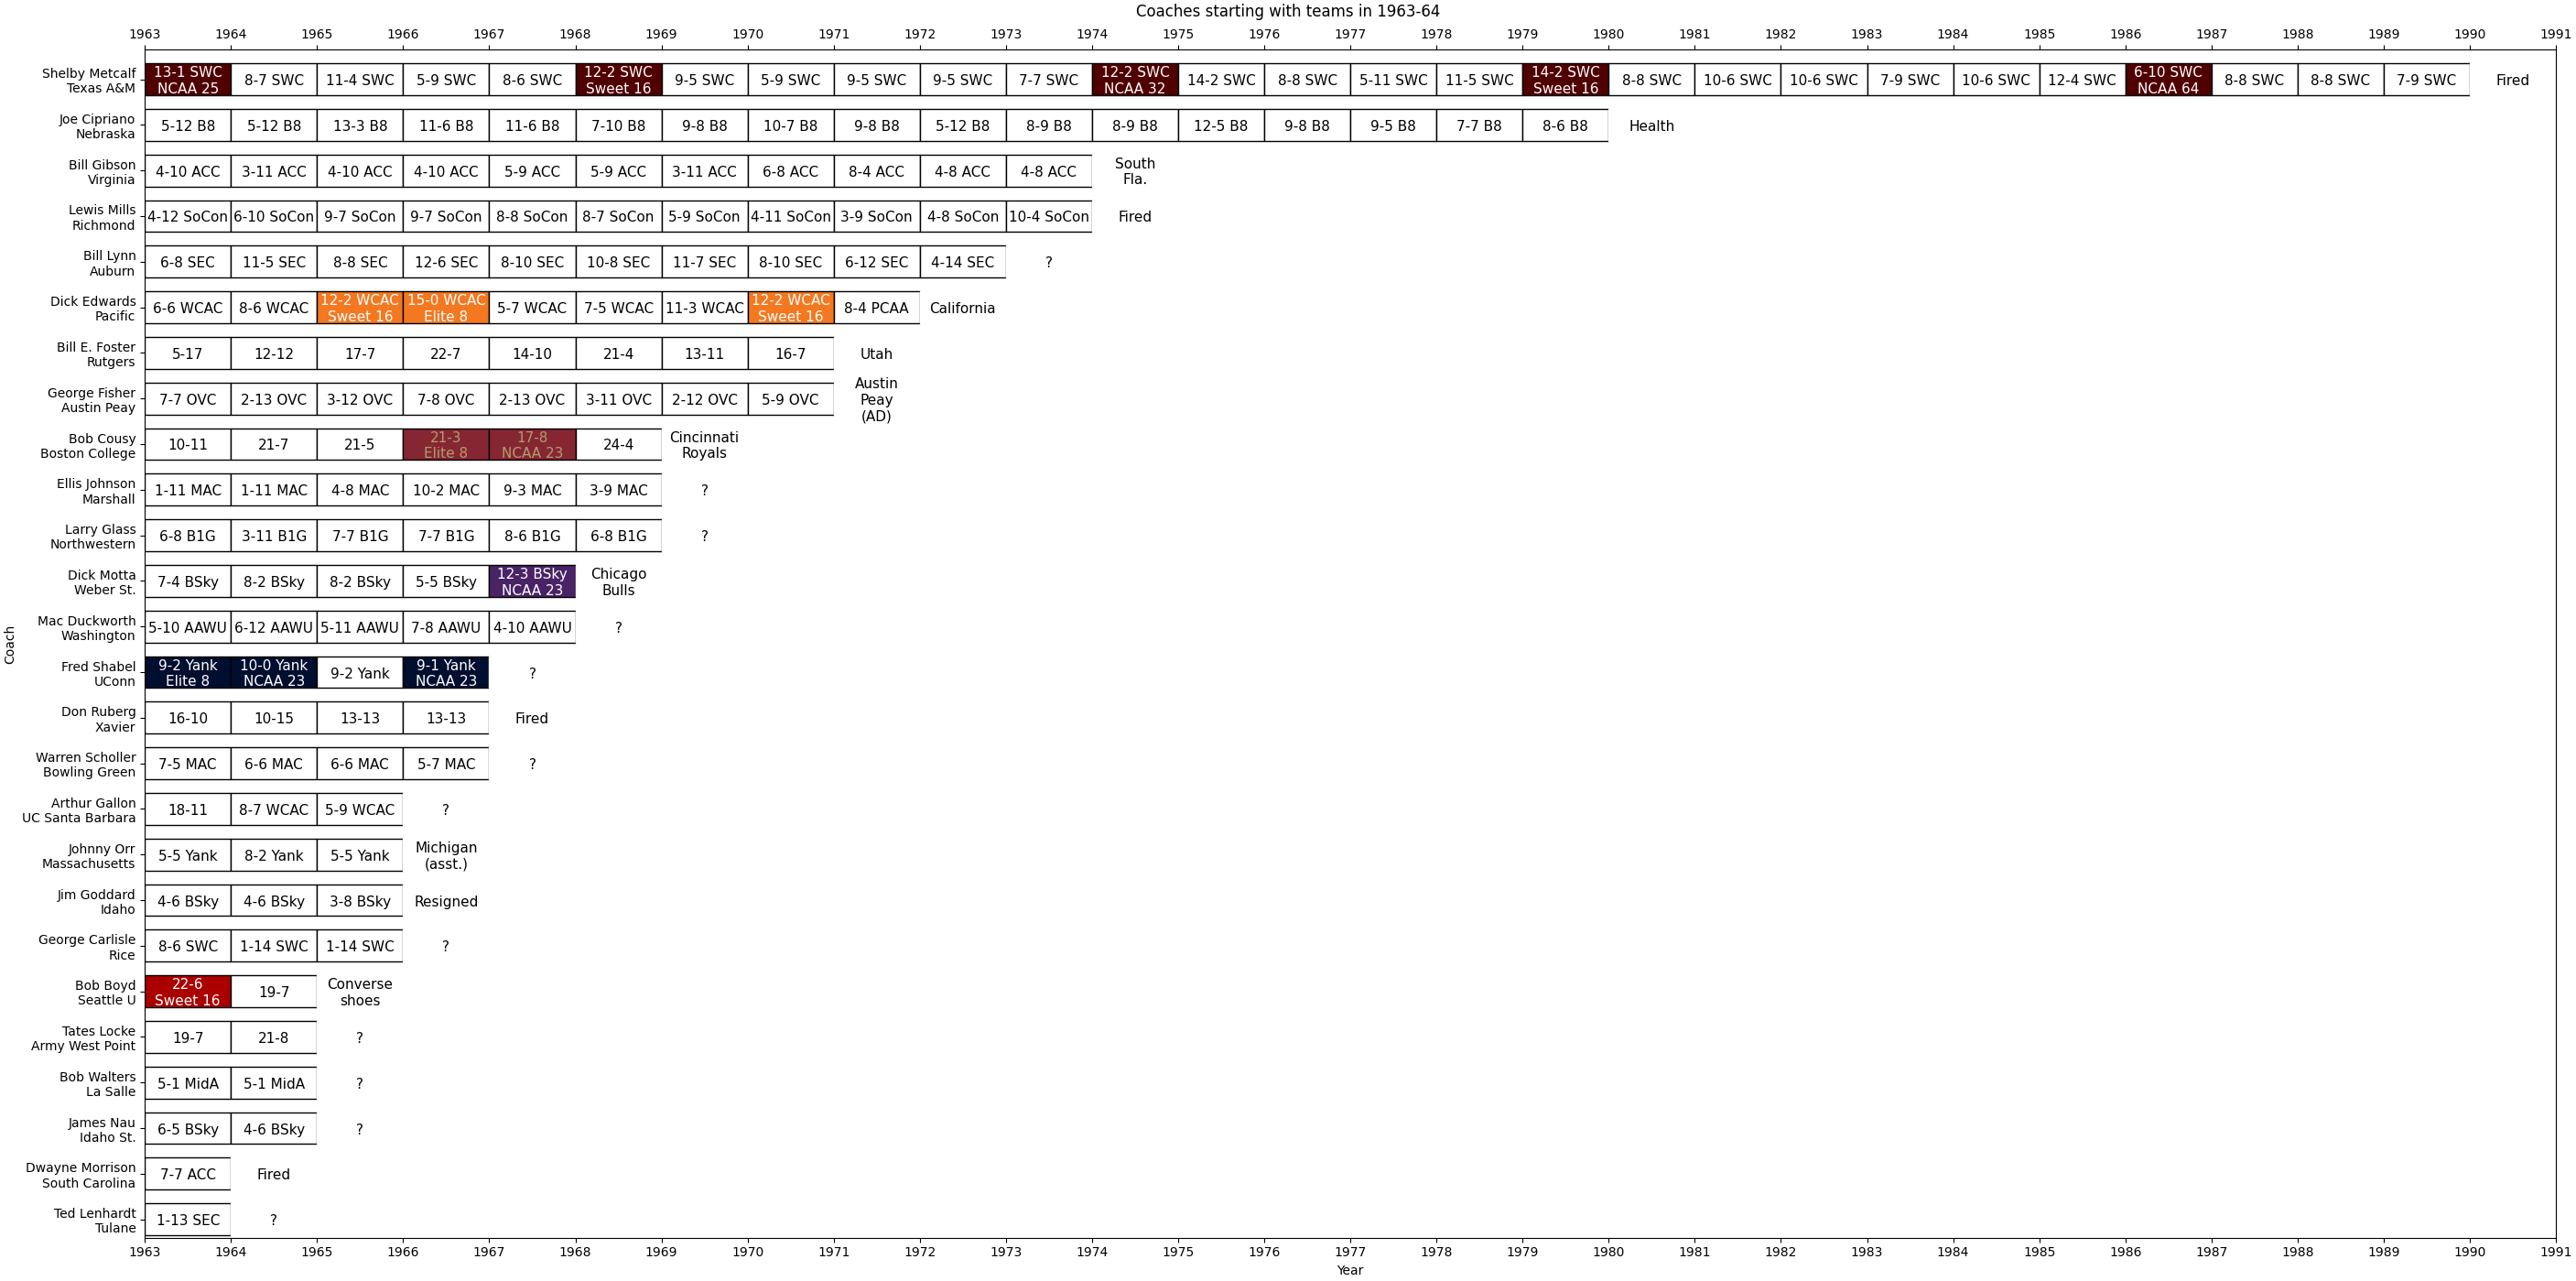 Coaches starting with teams in 1963-64
1963 1964 1965 1966 1967 1968 1969 1970 1971 1972 1973 1974 1975 1976 1977 1978 1979 1980 1981 1982 1983 1984 1985 1986 1987 1988 1989 1990 1991
Shelby Metcalf
Texas A&M
13-1 SWC
NCAA 25
8-7 SWC
11-4 SWC
5-9 SWC
8-6 SWC
12-2 SWC
Sweet 16
9-5 SWC
5-9 SWC
9-5 SWC
9-5 SWC
7-7 SWC
12-2 SWC
NCAA 32
14-2 SWC
8-8 SWC
5-11 SWC
11-5 SWC
14-2 SWC
Sweet 16
8-8 SWC
10-6 SWC
10-6 SWC
7-9 SWC
10-6 SWC
12-4 SWC
6-10 SWC
NCAA 64
8-8 SWC
8-8 SWC
7-9 SWC
Fired
Joe Cipriano
Nebraska
5-12 B8
5-12 B8
13-3 B8
11-6 B8
11-6 B8
7-10 B8
9-8 B8
10-7 B8
9-8 B8
5-12 B8
8-9 B8
8-9 B8
12-5 B8
9-8 B8
9-5 B8
7-7 B8
8-6 B8
Health
Bill Gibson
Virginia
4-10 ACC
3-11 ACC
4-10 ACC
4-10 ACC
5-9 ACC
5-9 ACC
3-11 ACC
6-8 ACC
8-4 ACC
4-8 ACC
4-8 ACC
South
Fla.
Lewis Mills
Richmond
4-12 SoCon
6-10 SoCon
9-7 SoCon
9-7 SoCon
8-8 SoCon
8-7 SoCon
5-9 SoCon
4-11 SoCon
3-9 SoCon
4-8 SoCon
10-4 SoCon
Fired
Bill Lynn
Auburn
6-8 SEC
11-5 SEC
8-8 SEC
12-6 SEC
8-10 SEC
10-8 SEC
11-7 SEC
8-10 SEC
6-12 SEC
4-14 SEC
?
Dick Edwards
Pacific
6-6 WCAC
8-6 WCAC
12-2 WCAC
Sweet 16
15-0 WCAC
Elite 8
5-7 WCAC
7-5 WCAC
11-3 WCAC
12-2 WCAC
Sweet 16
8-4 PCAA
California
Bill E. Foster
Rutgers
5-17
12-12
17-7
22-7
14-10
21-4
13-11
16-7
Utah
George Fisher
Austin Peay
7-7 OVC
2-13 OVC
3-12 OVC
7-8 OVC
2-13 OVC
3-11 OVC
2-12 OVC
5-9 OVC
Austin
Peay
(AD)
Bob Cousy
Boston College
10-11
21-7
21-5
21-3
Elite 8
17-8
NCAA 23
24-4
Cincinnati
Royals
Ellis Johnson
Marshall
1-11 MAC
1-11 MAC
4-8 MAC
10-2 MAC
9-3 MAC
3-9 MAC
?
Larry Glass
Northwestern
6-8 B1G
3-11 B1G
7-7 B1G
7-7 B1G
8-6 B1G
6-8 B1G
?
Dick Motta
Weber St.
7-4 BSky
8-2 BSky
8-2 BSky
5-5 BSky
12-3 BSky
NCAA 23
Chicago
Bulls
Mac Duckworth
Washington
5-10 AAWU
6-12 AAWU
5-11 AAWU
7-8 AAWU
4-10 AAWU
?
Fred Shabel
UConn
9-2 Yank
Elite 8
10-0 Yank
NCAA 23
9-2 Yank
9-1 Yank
NCAA 23
?
Don Ruberg
Xavier
16-10
10-15
13-13
13-13
Fired
Warren Scholler
Bowling Green
7-5 MAC
6-6 MAC
6-6 MAC
5-7 MAC
?
Arthur Gallon
UC Santa Barbara
18-11
8-7 WCAC
5-9 WCAC
?
Johnny Orr
Massachusetts
5-5 Yank
8-2 Yank
5-5 Yank
Michigan
(asst.)
Jim Goddard
Idaho
4-6 BSky
4-6 BSky
3-8 BSky
Resigned
George Carlisle
Rice
8-6 SWC
1-14 SWC
1-14 SWC
?
Bob Boyd
Seattle U
22-6
Sweet 16
19-7
Converse
shoes
Tates Locke
Army West Point
19-7
21-8
?
Bob Walters
La Salle
5-1 MidA
5-1 MidA
?
James Nau
Idaho St.
6-5 BSky
4-6 BSky
?
Dwayne Morrison
South Carolina
7-7 ACC
Fired
Ted Lenhardt
Tulane
1-13 SEC
?
Coach
1963 1964 1965 1966 1967 1968 1969 1970 1971 1972 1973 1974 1975 1976 1977 1978 1979 1980 1981 1982 1983 1984 1985 1986 1987 1988 1989 1990 1991
Year